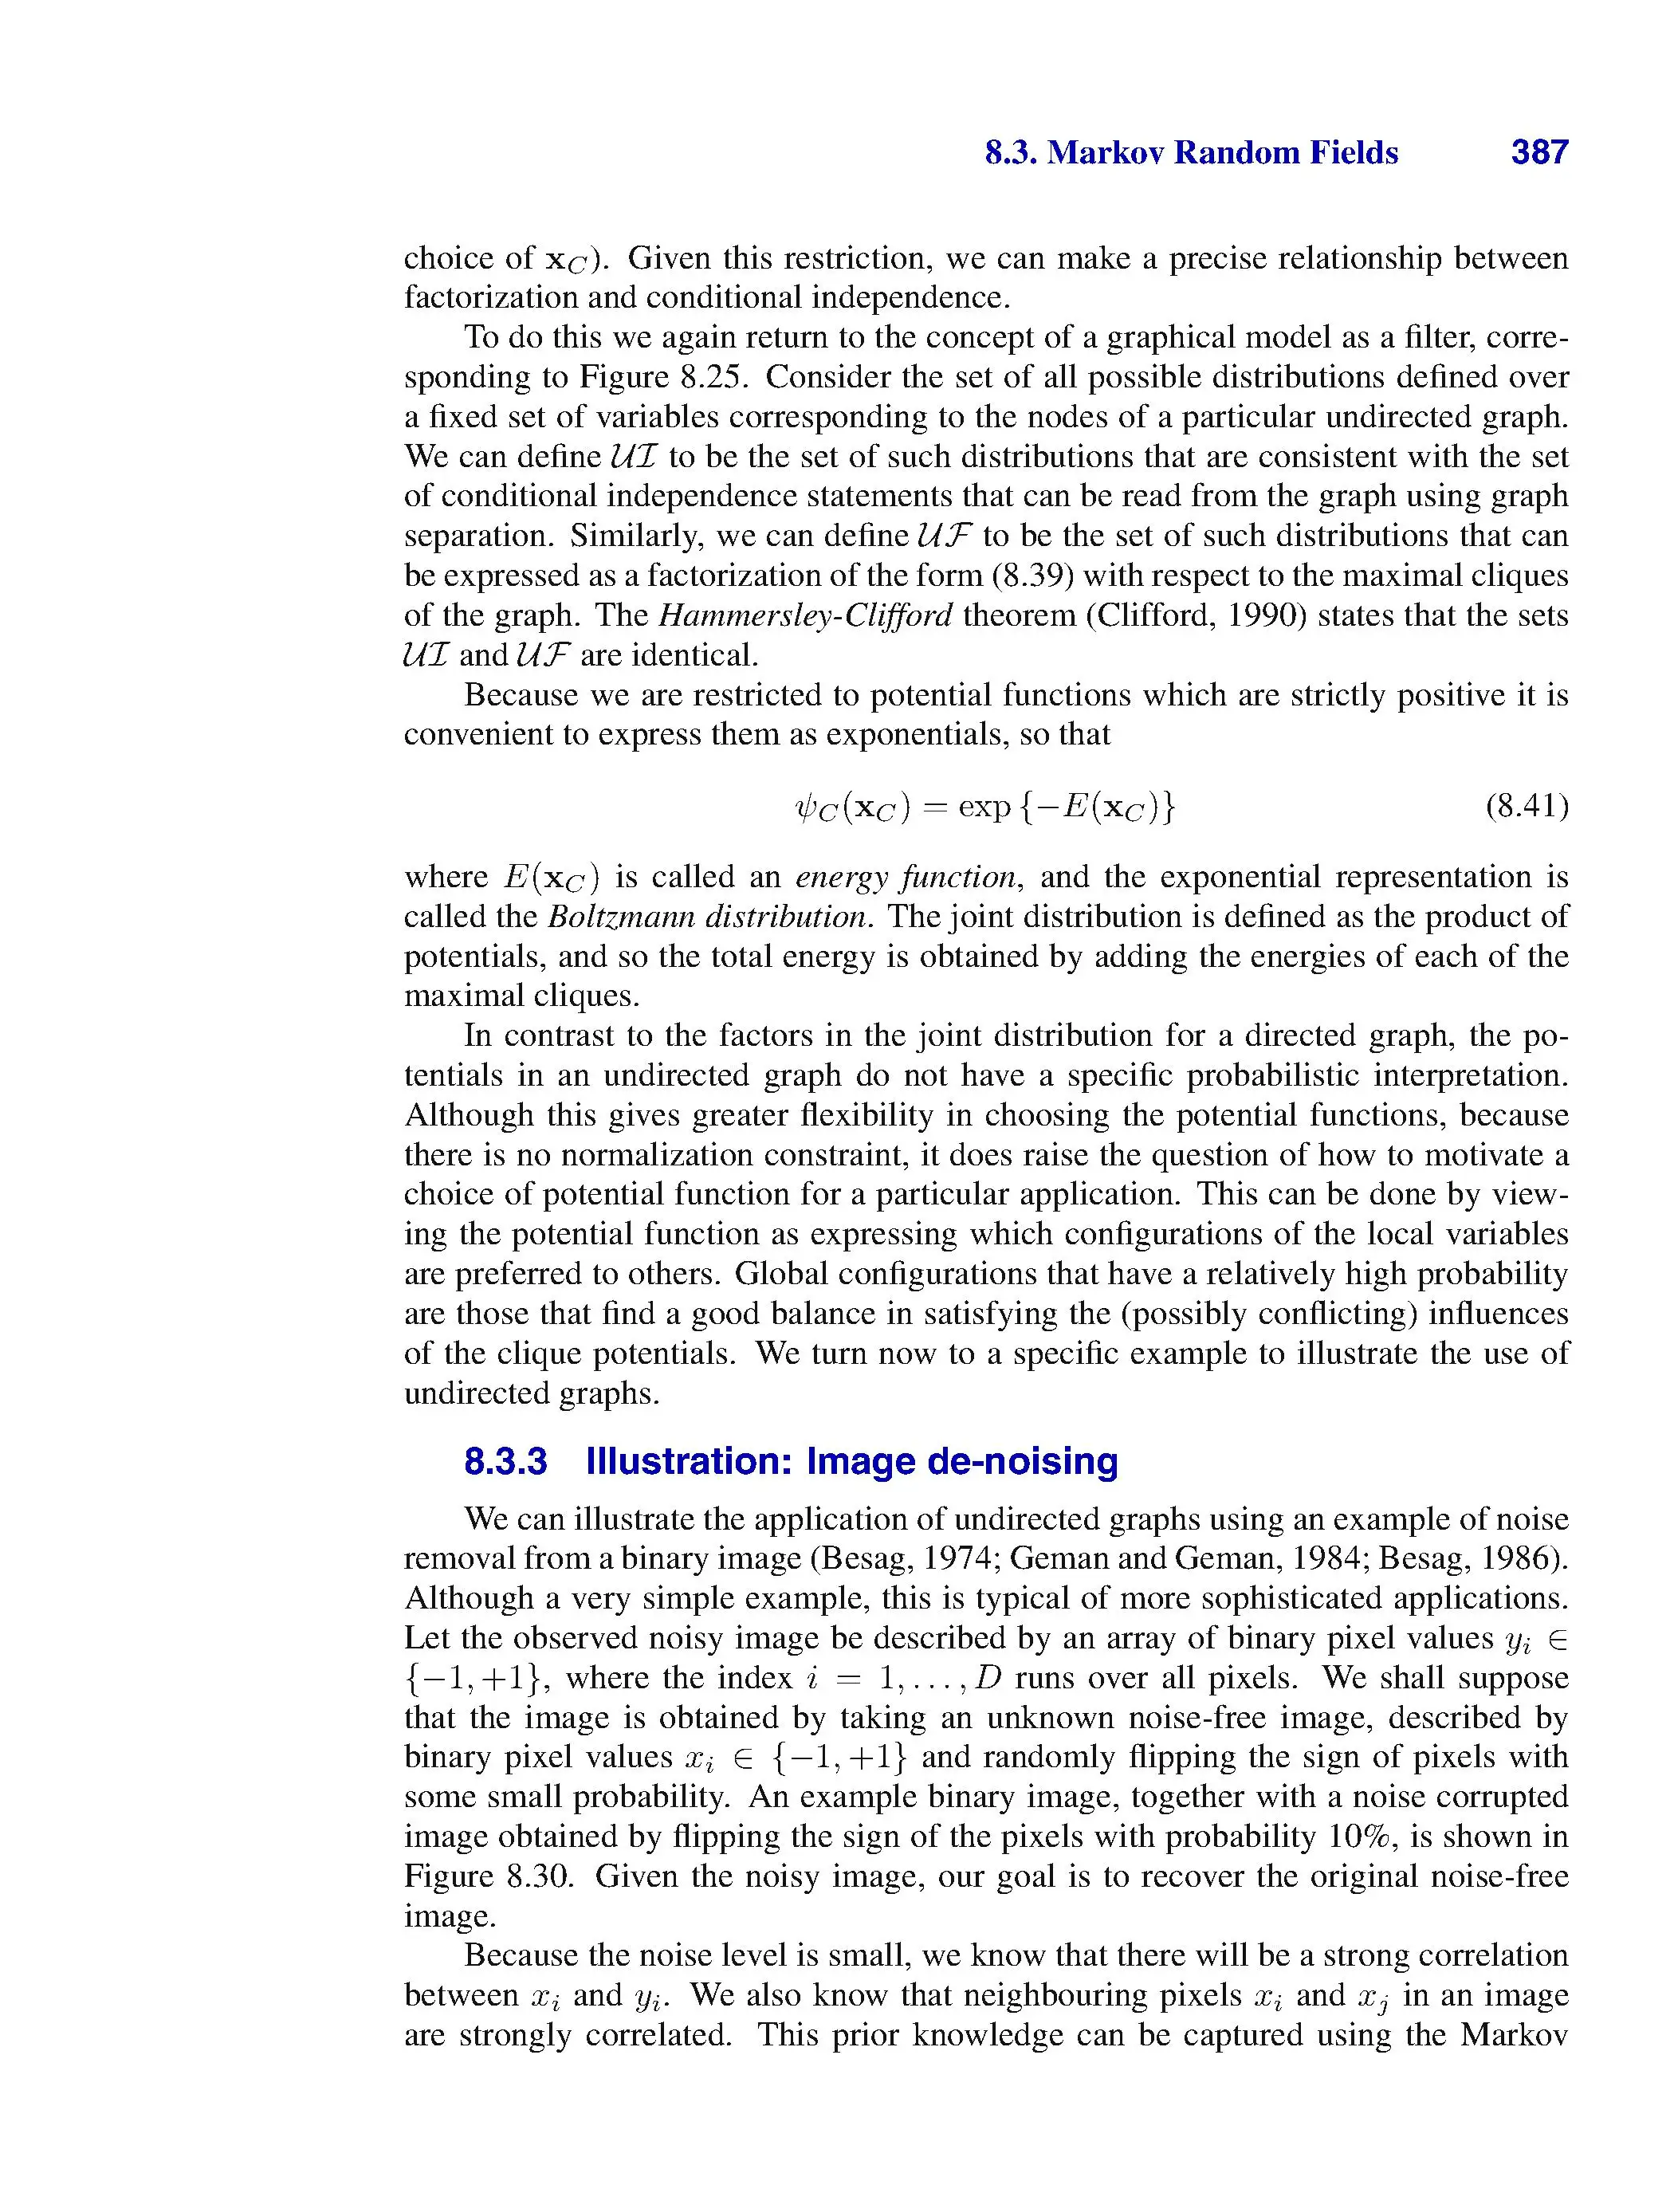 8.3. Markov Random Fields 387
choice of x_C). Given this restriction, we can make a precise relationship between
factorization and conditional independence.
To do this we again return to the concept of a graphical model as a filter, corre-
sponding to Figure 8.25. Consider the set of all possible distributions defined over
a fixed set of variables corresponding to the nodes of a particular undirected graph.
We can define 𝒰ℐ to be the set of such distributions that are consistent with the set
of conditional independence statements that can be read from the graph using graph
separation. Similarly, we can define 𝒰ℱ to be the set of such distributions that can
be expressed as a factorization of the form (8.39) with respect to the maximal cliques
of the graph. The Hammersley-Clifford theorem (Clifford, 1990) states that the sets
𝒰ℐ and 𝒰ℱ are identical.
Because we are restricted to potential functions which are strictly positive it is
convenient to express them as exponentials, so that
ψ_C(x_C) = exp {−E(x_C)} (8.41)
where E(x_C) is called an energy function, and the exponential representation is
called the Boltzmann distribution. The joint distribution is defined as the product of
potentials, and so the total energy is obtained by adding the energies of each of the
maximal cliques.
In contrast to the factors in the joint distribution for a directed graph, the po-
tentials in an undirected graph do not have a specific probabilistic interpretation.
Although this gives greater flexibility in choosing the potential functions, because
there is no normalization constraint, it does raise the question of how to motivate a
choice of potential function for a particular application. This can be done by view-
ing the potential function as expressing which configurations of the local variables
are preferred to others. Global configurations that have a relatively high probability
are those that find a good balance in satisfying the (possibly conflicting) influences
of the clique potentials. We turn now to a specific example to illustrate the use of
undirected graphs.
8.3.3 Illustration: Image de-noising
We can illustrate the application of undirected graphs using an example of noise
removal from a binary image (Besag, 1974; Geman and Geman, 1984; Besag, 1986).
Although a very simple example, this is typical of more sophisticated applications.
Let the observed noisy image be described by an array of binary pixel values y_i ∈
{−1, +1}, where the index i = 1, . . . , D runs over all pixels. We shall suppose
that the image is obtained by taking an unknown noise-free image, described by
binary pixel values x_i ∈ {−1, +1} and randomly flipping the sign of pixels with
some small probability. An example binary image, together with a noise corrupted
image obtained by flipping the sign of the pixels with probability 10%, is shown in
Figure 8.30. Given the noisy image, our goal is to recover the original noise-free
image.
Because the noise level is small, we know that there will be a strong correlation
between x_i and y_i. We also know that neighbouring pixels x_i and x_j in an image
are strongly correlated. This prior knowledge can be captured using the Markov